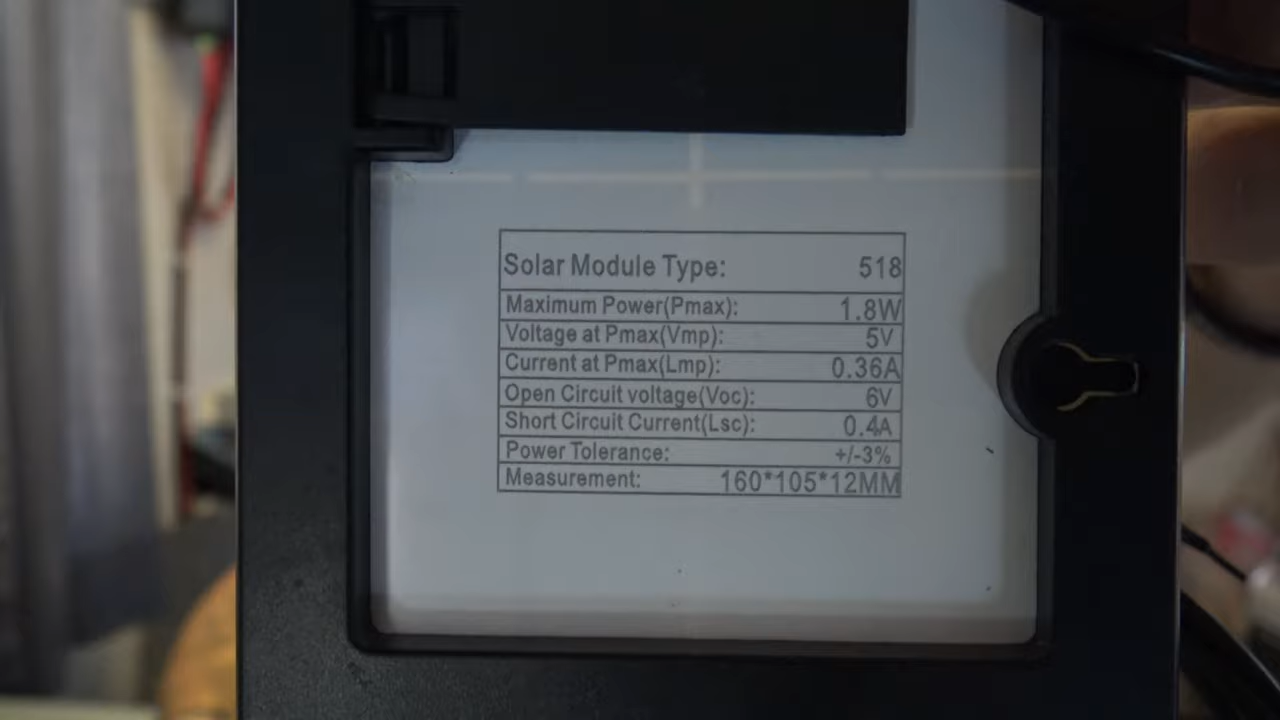 Solar Module Type: 518
Maximum Power(Pmax): 1.8W
Voltage at Pmax(Vmp): 5V
Current at Pmax(Lmp): 0.36A
Open Circuit voltage(Voc): 6V
Short Circuit Current(Lsc): 0.4A
Power Tolerance: +/-3%
Measurement: 160*105*12MM